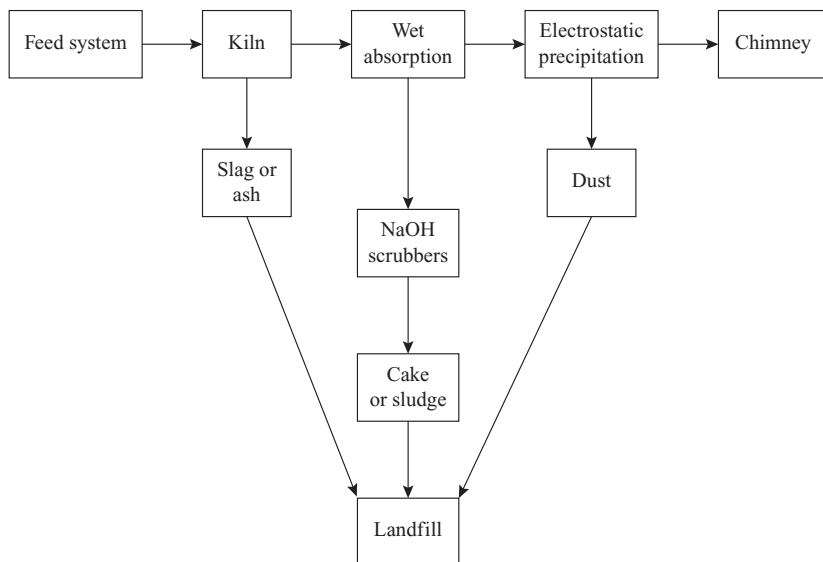 Feed system
Kiln
Wet
absorption
Electrostatic
precipitation
Chimney
Slag or
ash
Dust
NaOH
scrubbers
Cake
or sludge
Landfill